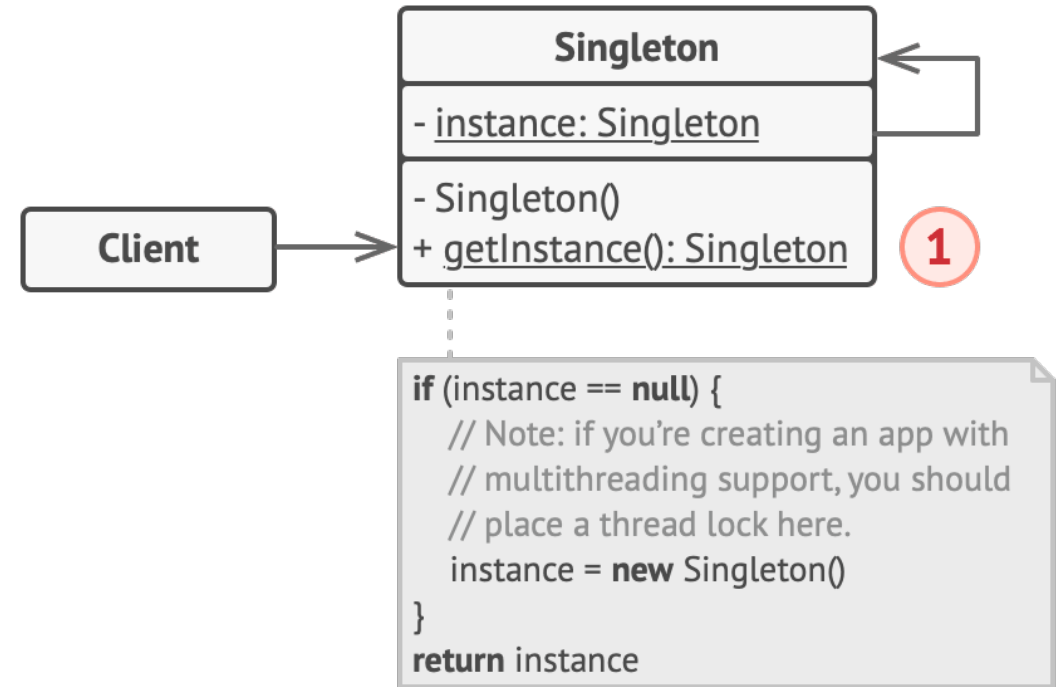 Singleton
- instance: Singleton
- Singleton()
+ getInstance(): Singleton
Client
1
if (instance == null) {
// Note: if you’re creating an app with
// multithreading support, you should
// place a thread lock here.
instance = new Singleton()
}
return instance